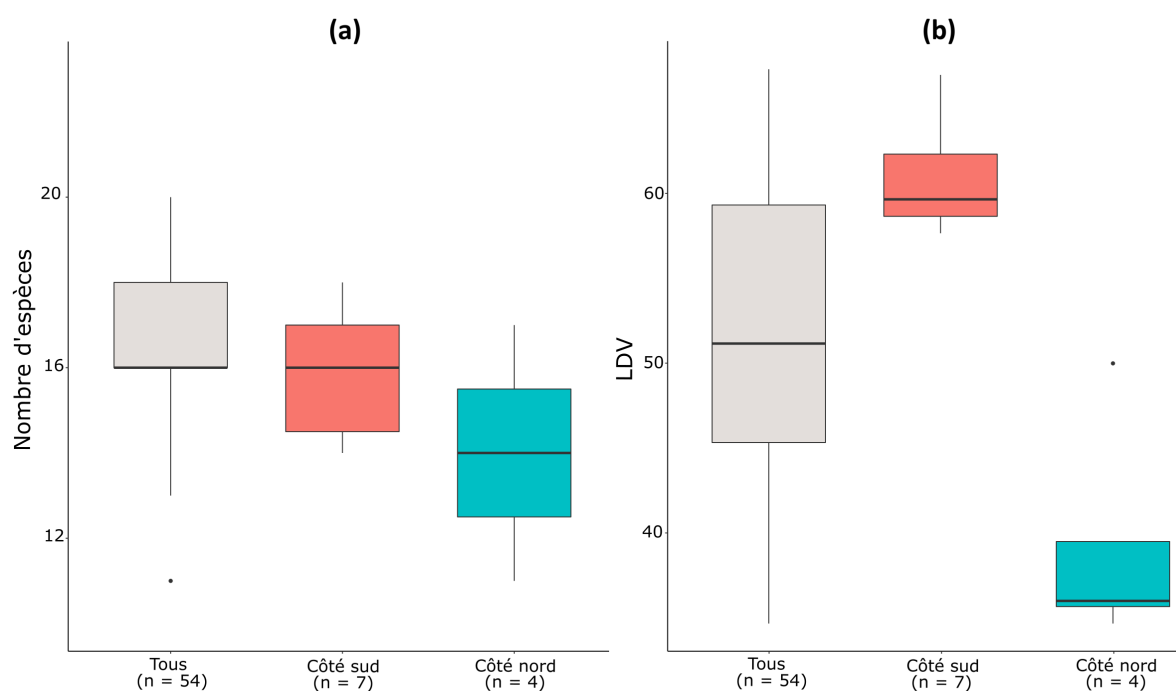 (a)
Nombre d'espèces
20
16
12
Tous
(n = 54)
Côté sud
(n = 7)
Côté nord
(n = 4)
(b)
LDV
60
50
40
Tous
(n = 54)
Côté sud
(n = 7)
Côté nord
(n = 4)